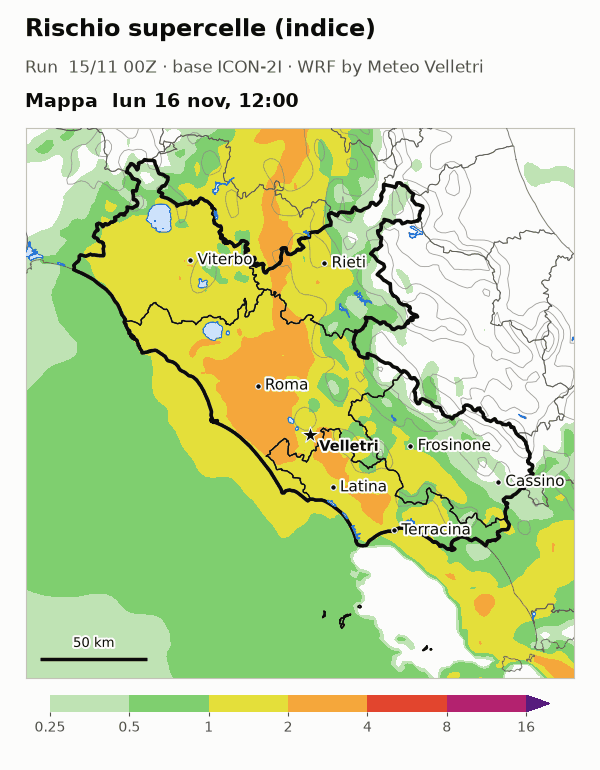 Rischio supercelle (indice)
Run  15/11 00Z · base ICON-2I · WRF by Meteo Velletri
Mappa  lun 16 nov, 12:00
Viterbo
Rieti
Roma
Velletri
Frosinone
Latina
Cassino
Terracina
50 km
0.25 0.5 1 2 4 8 16